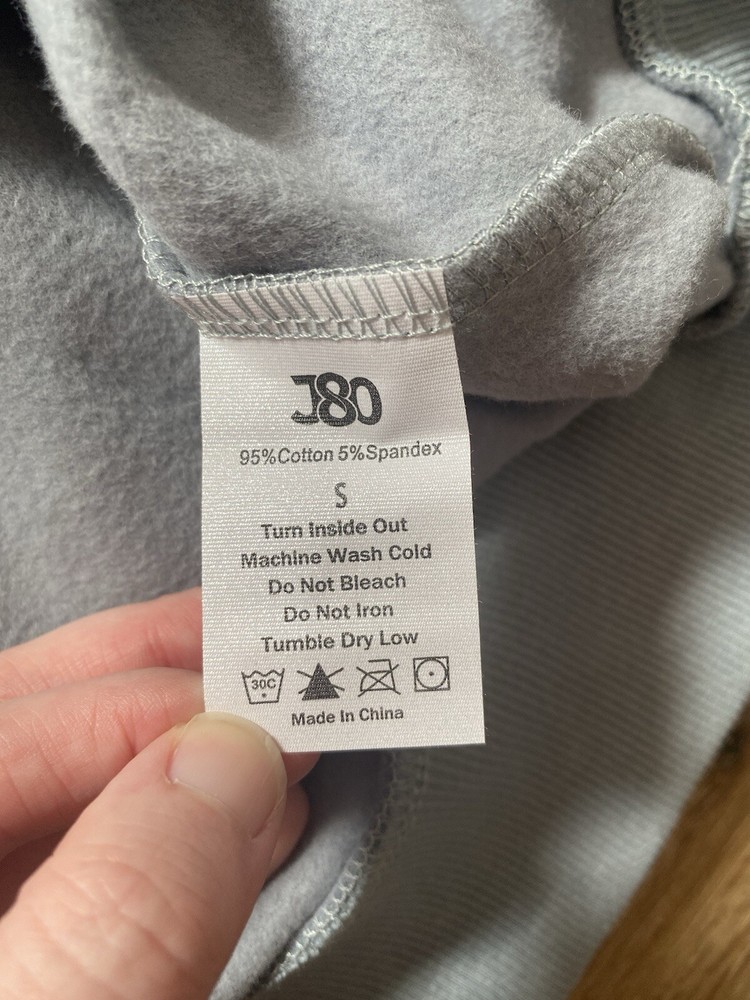 J80
95%Cotton 5%Spandex
S
Turn Inside Out
Machine Wash Cold
Do Not Bleach
Do Not Iron
Tumble Dry Low
30C
Made In China